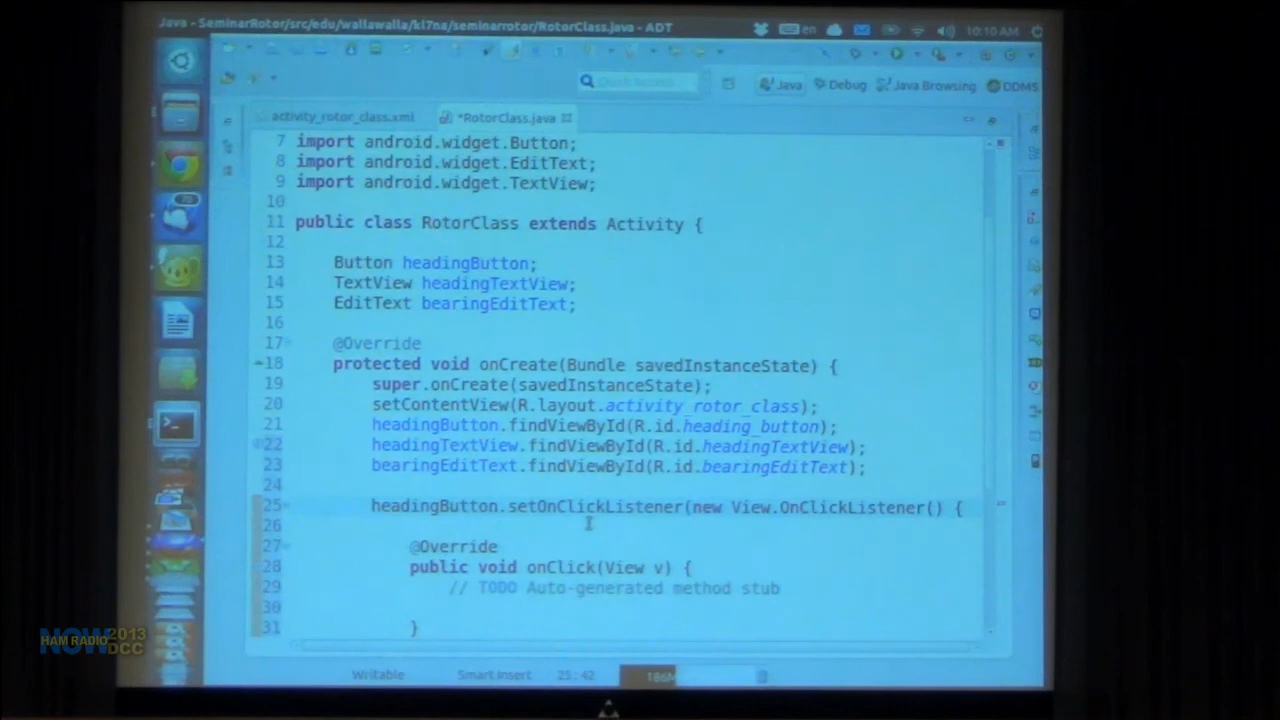 Java - SeminarRotor/src/edu/wallawalla/kl7na/seminarrotor/RotorClass.java - ADT
en
10:10 AM
Quick Access
Java
Debug
Java Browsing
DDMS
activity_rotor_class.xml
*RotorClass.java
7 import android.widget.Button;
8 import android.widget.EditText;
9 import android.widget.TextView;
10
11 public class RotorClass extends Activity {
12
13 Button headingButton;
14 TextView headingTextView;
15 EditText bearingEditText;
16
17 @Override
18 protected void onCreate(Bundle savedInstanceState) {
19 super.onCreate(savedInstanceState);
20 setContentView(R.layout.activity_rotor_class);
21 headingButton.findViewById(R.id.heading_button);
22 headingTextView.findViewById(R.id.headingTextView);
23 bearingEditText.findViewById(R.id.bearingEditText);
24
25 headingButton.setOnClickListener(new View.OnClickListener() {
26
27 @Override
28 public void onClick(View v) {
29 // TODO Auto-generated method stub
30
31 }
Writable
Smart Insert
25:42
186M
HAM RADIO
NOW
2013
DCC